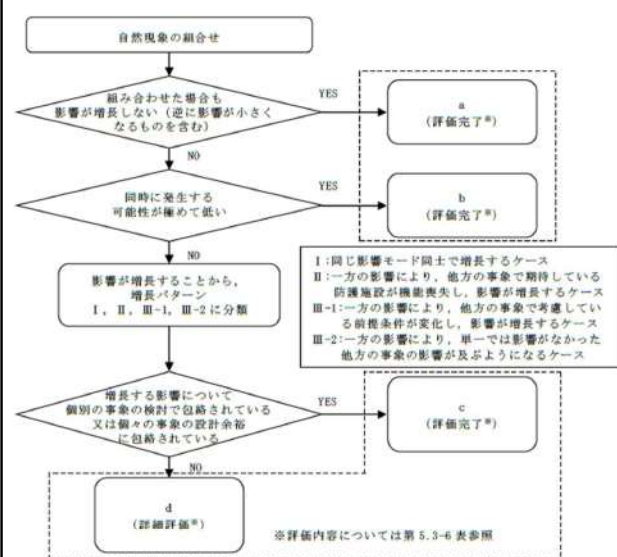 自然現象の組合せ
組み合わせた場合も
影響が増長しない（逆に影響が小さく
なるものを含む）
YES
a
（評価完了※）
NO
同時に発生する
可能性が極めて低い
YES
b
（評価完了※）
NO
影響が増長することから，
増長パターン
Ⅰ，Ⅱ，Ⅲ-1，Ⅲ-2に分類
Ⅰ：同じ影響モード同士で増長するケース
Ⅱ：一方の影響により，他方の事象で期待している
防護施設が機能喪失し，影響が増長するケース
Ⅲ-1：一方の影響により，他方の事象で考慮してい
る前提条件が変化し，影響が増長するケース
Ⅲ-2：一方の影響により，単一では影響がなかった
他方の事象の影響が及ぶようになるケース
増長する影響について
個別の事象の検討で包絡されている
又は個々の事象の設計余裕
に包絡されている
YES
c
（評価完了※）
NO
d
（詳細評価※）
※評価内容については第5.3-6表参照